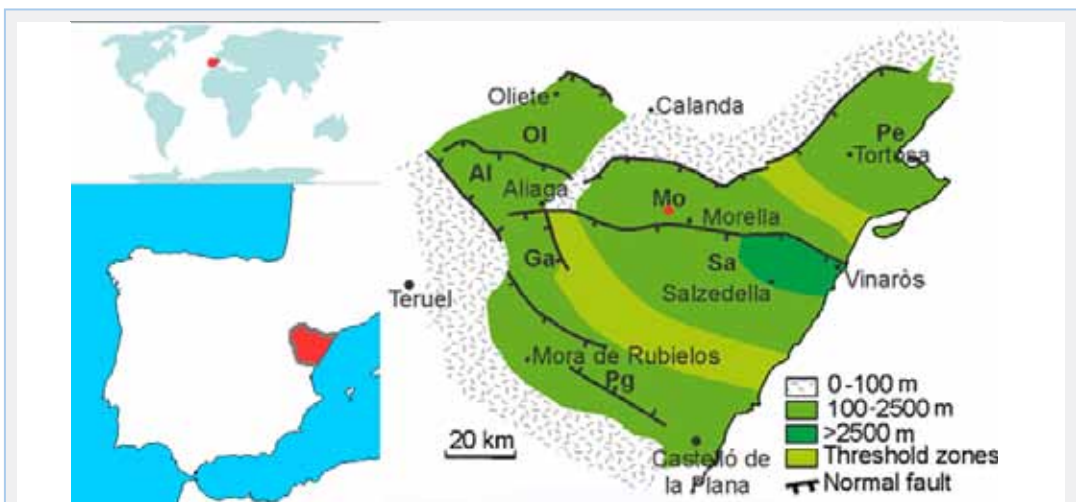 Oliete
Calanda
Ol
Pe
Tortosa
Al
Aliaga
Mo
Morella
Ga
Sa
Vinaròs
Teruel
Salzedella
Mora de Rubielos
Pg
0-100 m
100-2500 m
>2500 m
Threshold zones
Normal fault
20 km
Castelló de
la Plana